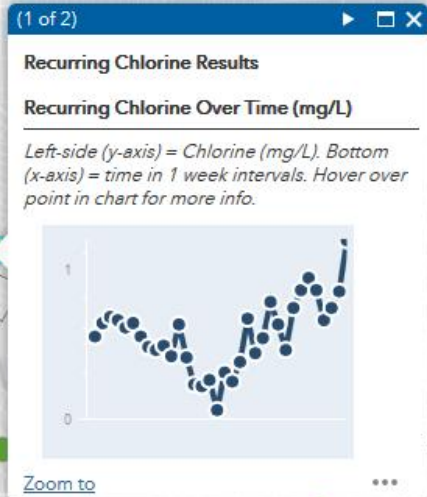 (1 of 2)
Recurring Chlorine Results
Recurring Chlorine Over Time (mg/L)
Left-side (y-axis) = Chlorine (mg/L). Bottom
(x-axis) = time in 1 week intervals. Hover over
point in chart for more info.
1
0
Zoom to